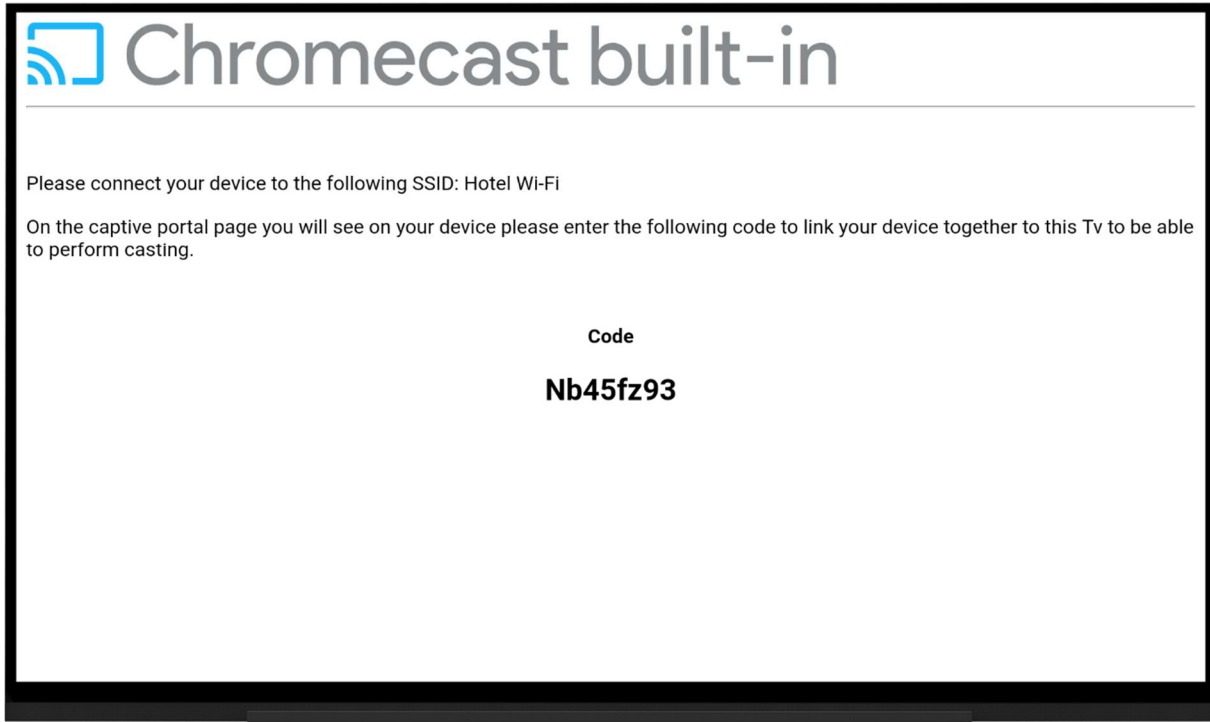 Chromecast built-in
Please connect your device to the following SSID: Hotel Wi-Fi
On the captive portal page you will see on your device please enter the following code to link your device together to this Tv to be able
to perform casting.
Code
Nb45fz93